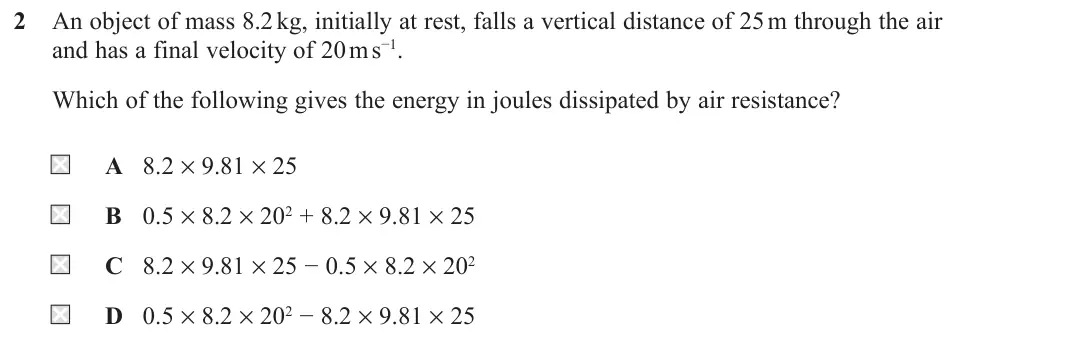 2 An object of mass 8.2 kg, initially at rest, falls a vertical distance of 25 m through the air
and has a final velocity of 20 m s⁻¹.
Which of the following gives the energy in joules dissipated by air resistance?
A 8.2 × 9.81 × 25
B 0.5 × 8.2 × 20² + 8.2 × 9.81 × 25
C 8.2 × 9.81 × 25 − 0.5 × 8.2 × 20²
D 0.5 × 8.2 × 20² − 8.2 × 9.81 × 25